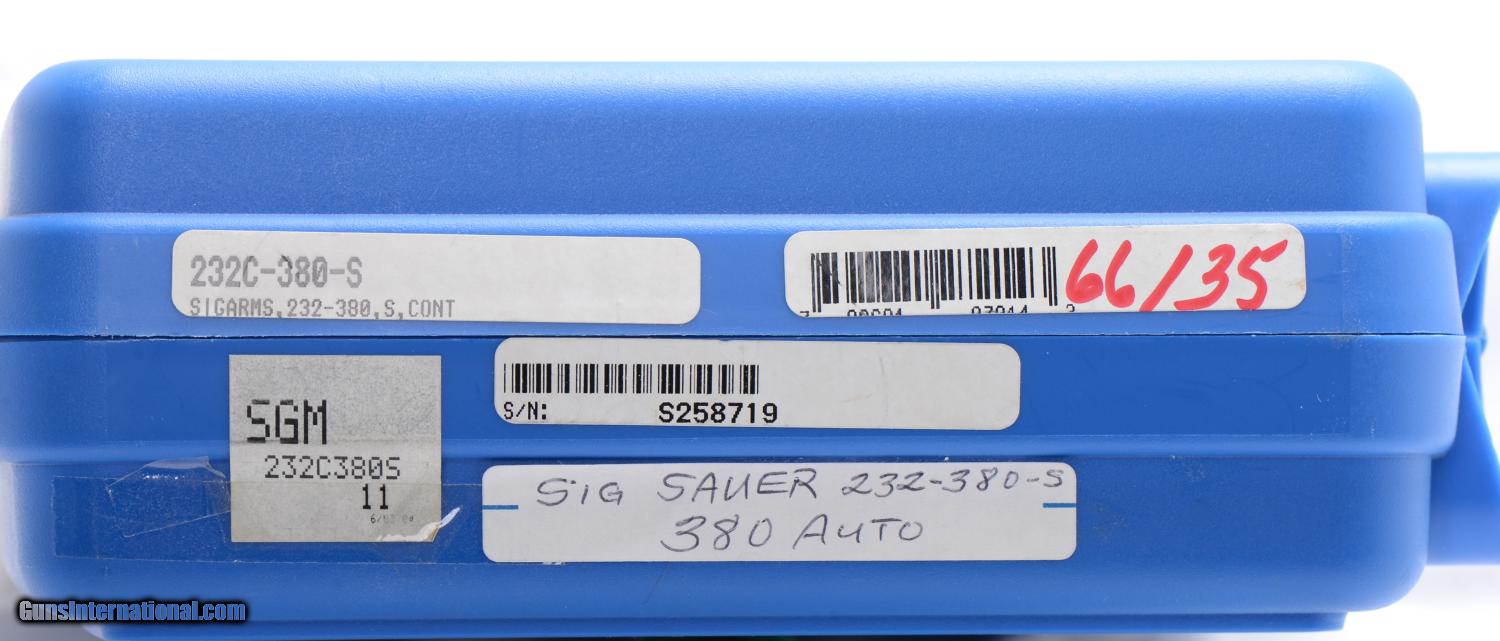 232C-380-S
SIGARMS,232-380,S,CONT
66/35
S/N: S258719
SGM
232C380S
11
SIG SAUER 232-380-S
380 AUTO
GunsInternational.com